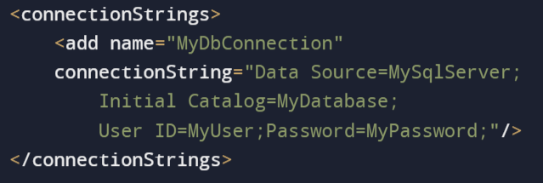 <connectionStrings>
    <add name="MyDbConnection"
    connectionString="Data Source=MySqlServer;
        Initial Catalog=MyDatabase;
        User ID=MyUser;Password=MyPassword;"/>
</connectionStrings>